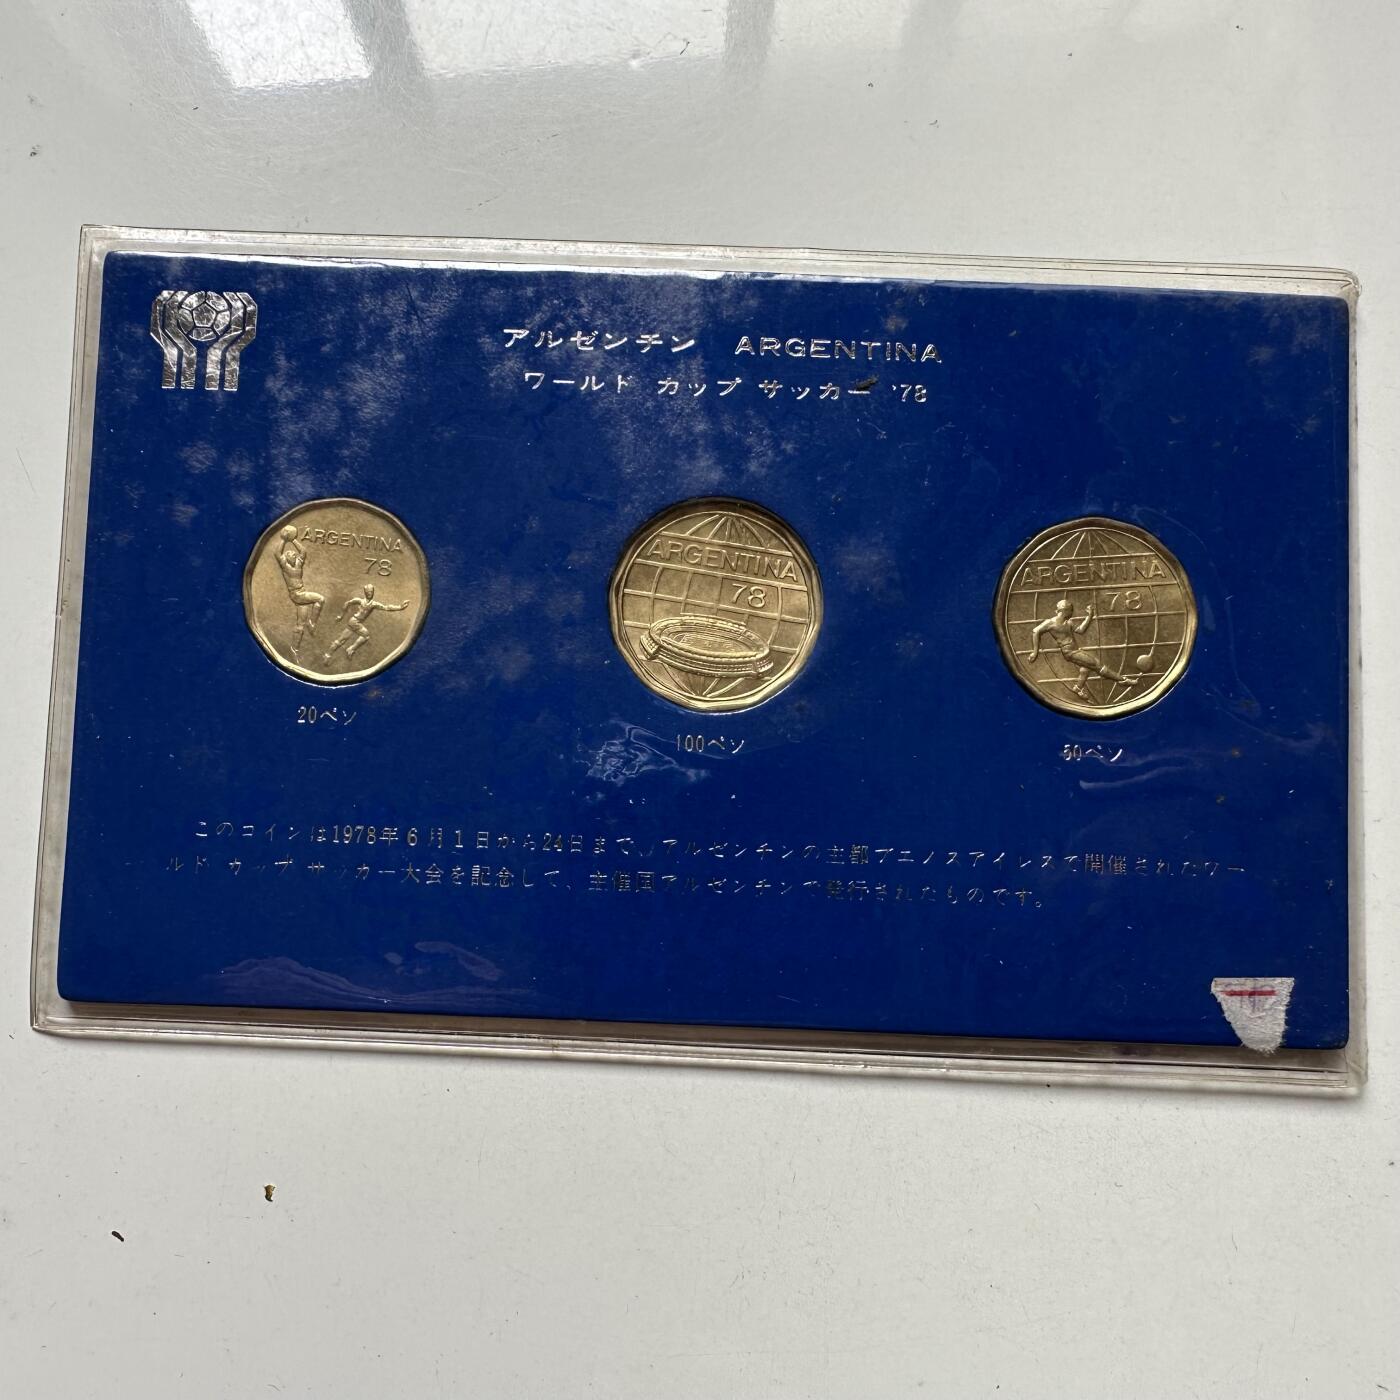 アルゼンチン ARGENTINA
ワールド カップ サッカー '78
ARGENTINA
78
ARGENTINA
78
ARGENTINA
78
20ペソ
100ペソ
50ペソ
このコインは1978年6月1日から24日まで、アルゼンチンの主都ブエノスアイレスで開催されたワー
ルド カップ サッカー大会を記念して、主催国アルゼンチンで発行されたものです。